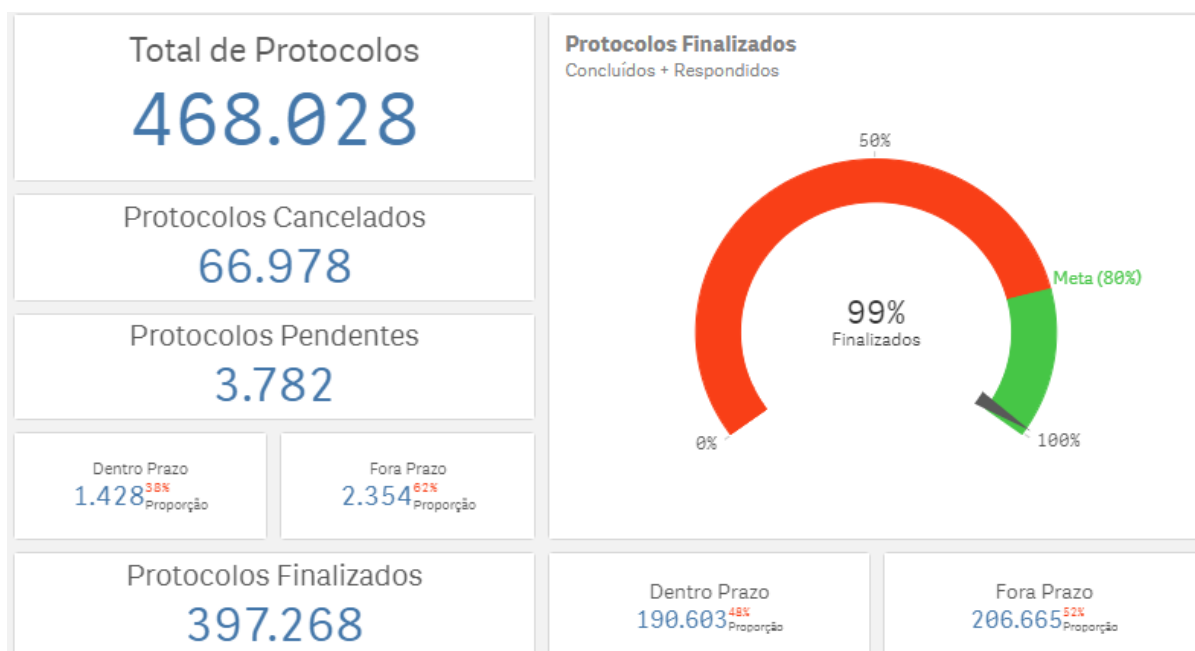 Total de Protocolos
468.028
Protocolos Cancelados
66.978
Protocolos Pendentes
3.782
Dentro Prazo
1.428 38% Proporção
Fora Prazo
2.354 62% Proporção
Protocolos Finalizados
397.268
Protocolos Finalizados
Concluídos + Respondidos
50%
Meta (80%)
99%
Finalizados
0%
100%
Dentro Prazo
190.603 48% Proporção
Fora Prazo
206.665 52% Proporção